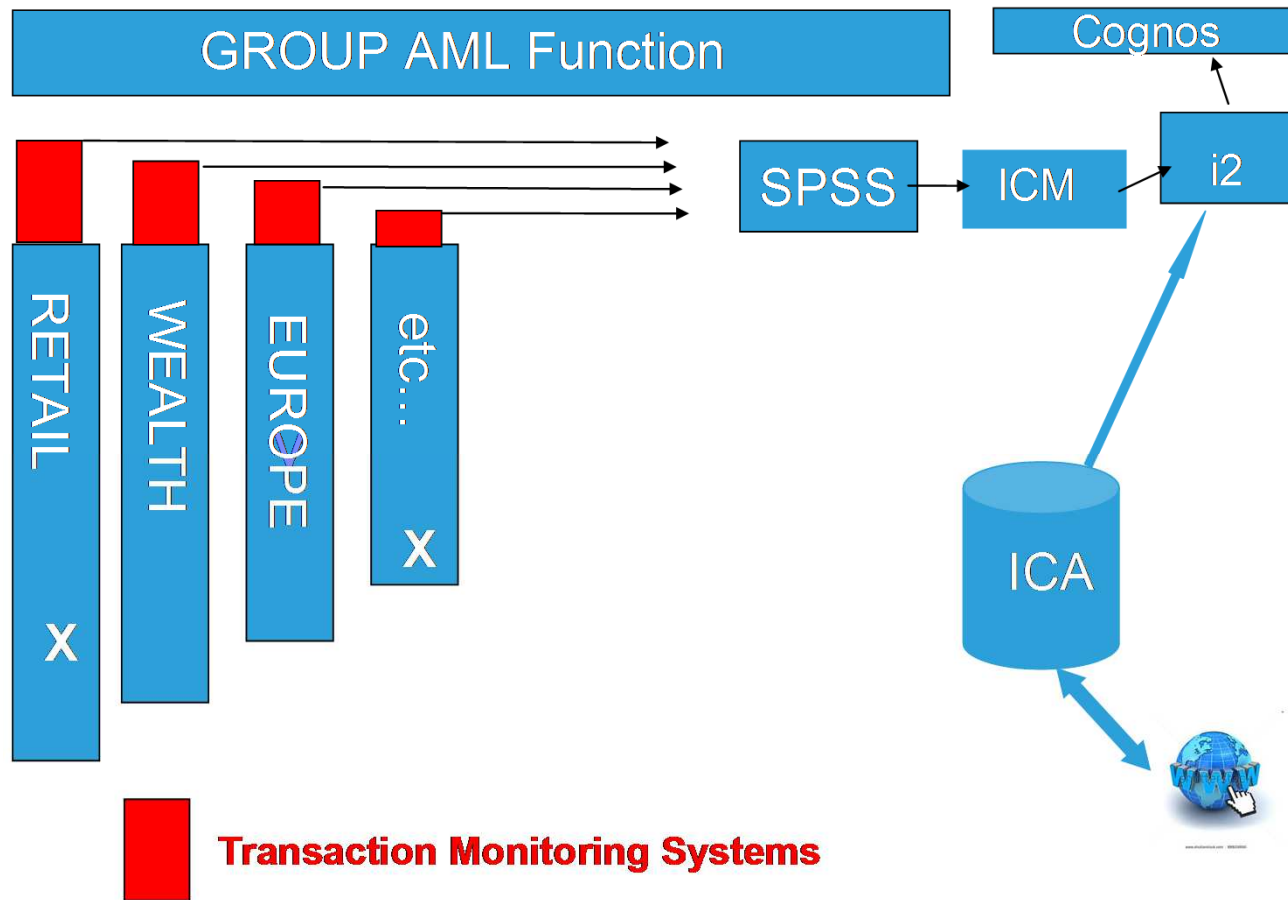 GROUP AML Function
Cognos
SPSS
ICM
i2
RETAIL
WEALTH
EUROPE
etc...
X
X
ICA
WWW
Transaction Monitoring Systems